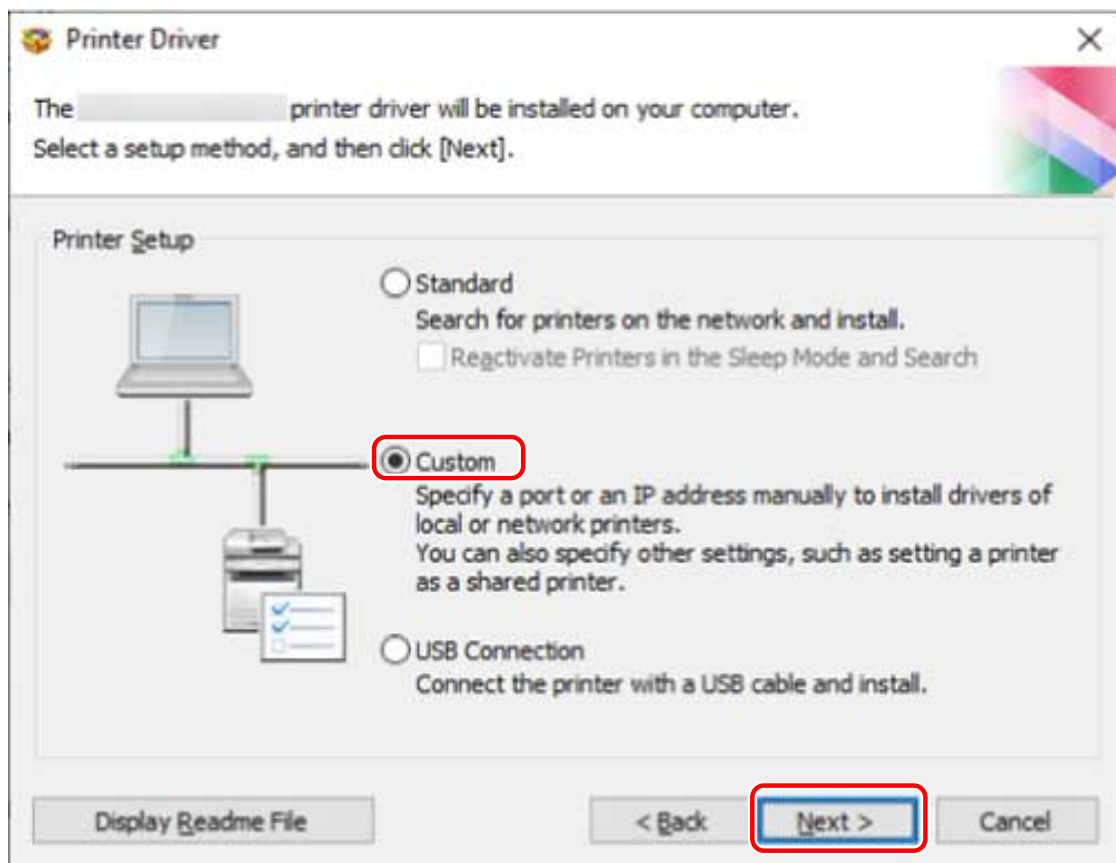 Printer Driver
The printer driver will be installed on your computer.
Select a setup method, and then click [Next].
Printer Setup
Standard
Search for printers on the network and install.
Reactivate Printers in the Sleep Mode and Search
Custom
Specify a port or an IP address manually to install drivers of
local or network printers.
You can also specify other settings, such as setting a printer
as a shared printer.
USB Connection
Connect the printer with a USB cable and install.
Display Readme File
< Back
Next >
Cancel